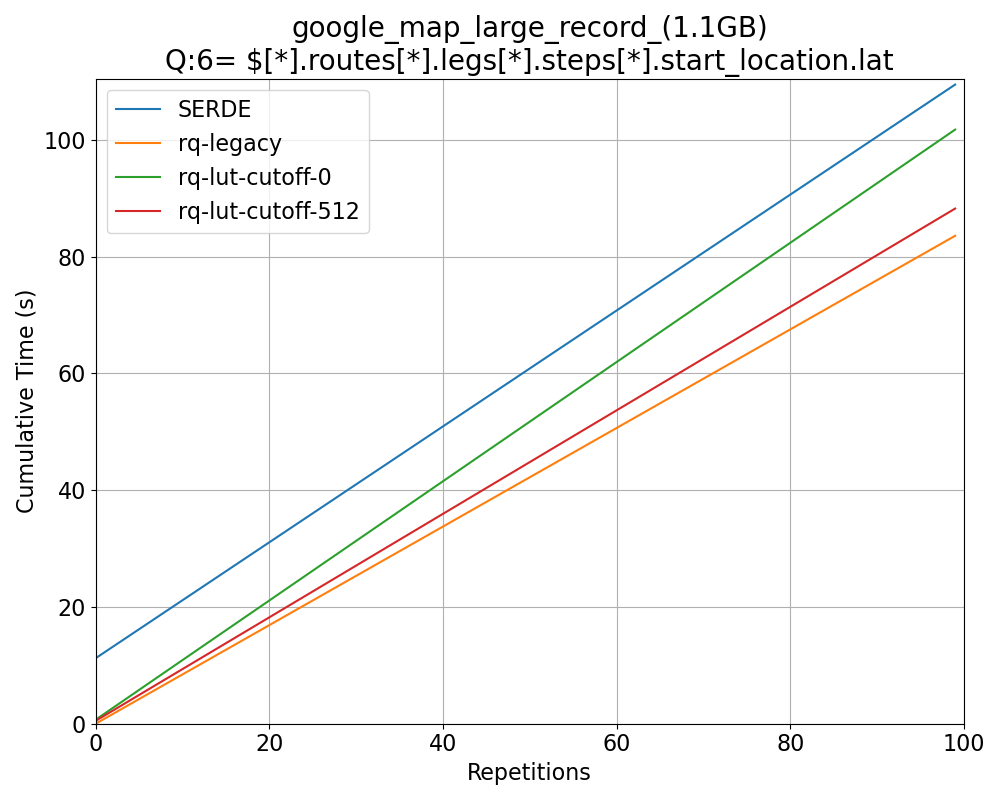 google_map_large_record_(1.1GB)
Q:6= $[*].routes[*].legs[*].steps[*].start_location.lat
SERDE
rq-legacy
rq-lut-cutoff-0
rq-lut-cutoff-512
Cumulative Time (s)
100
80
60
40
20
0
0 20 40 60 80 100
Repetitions